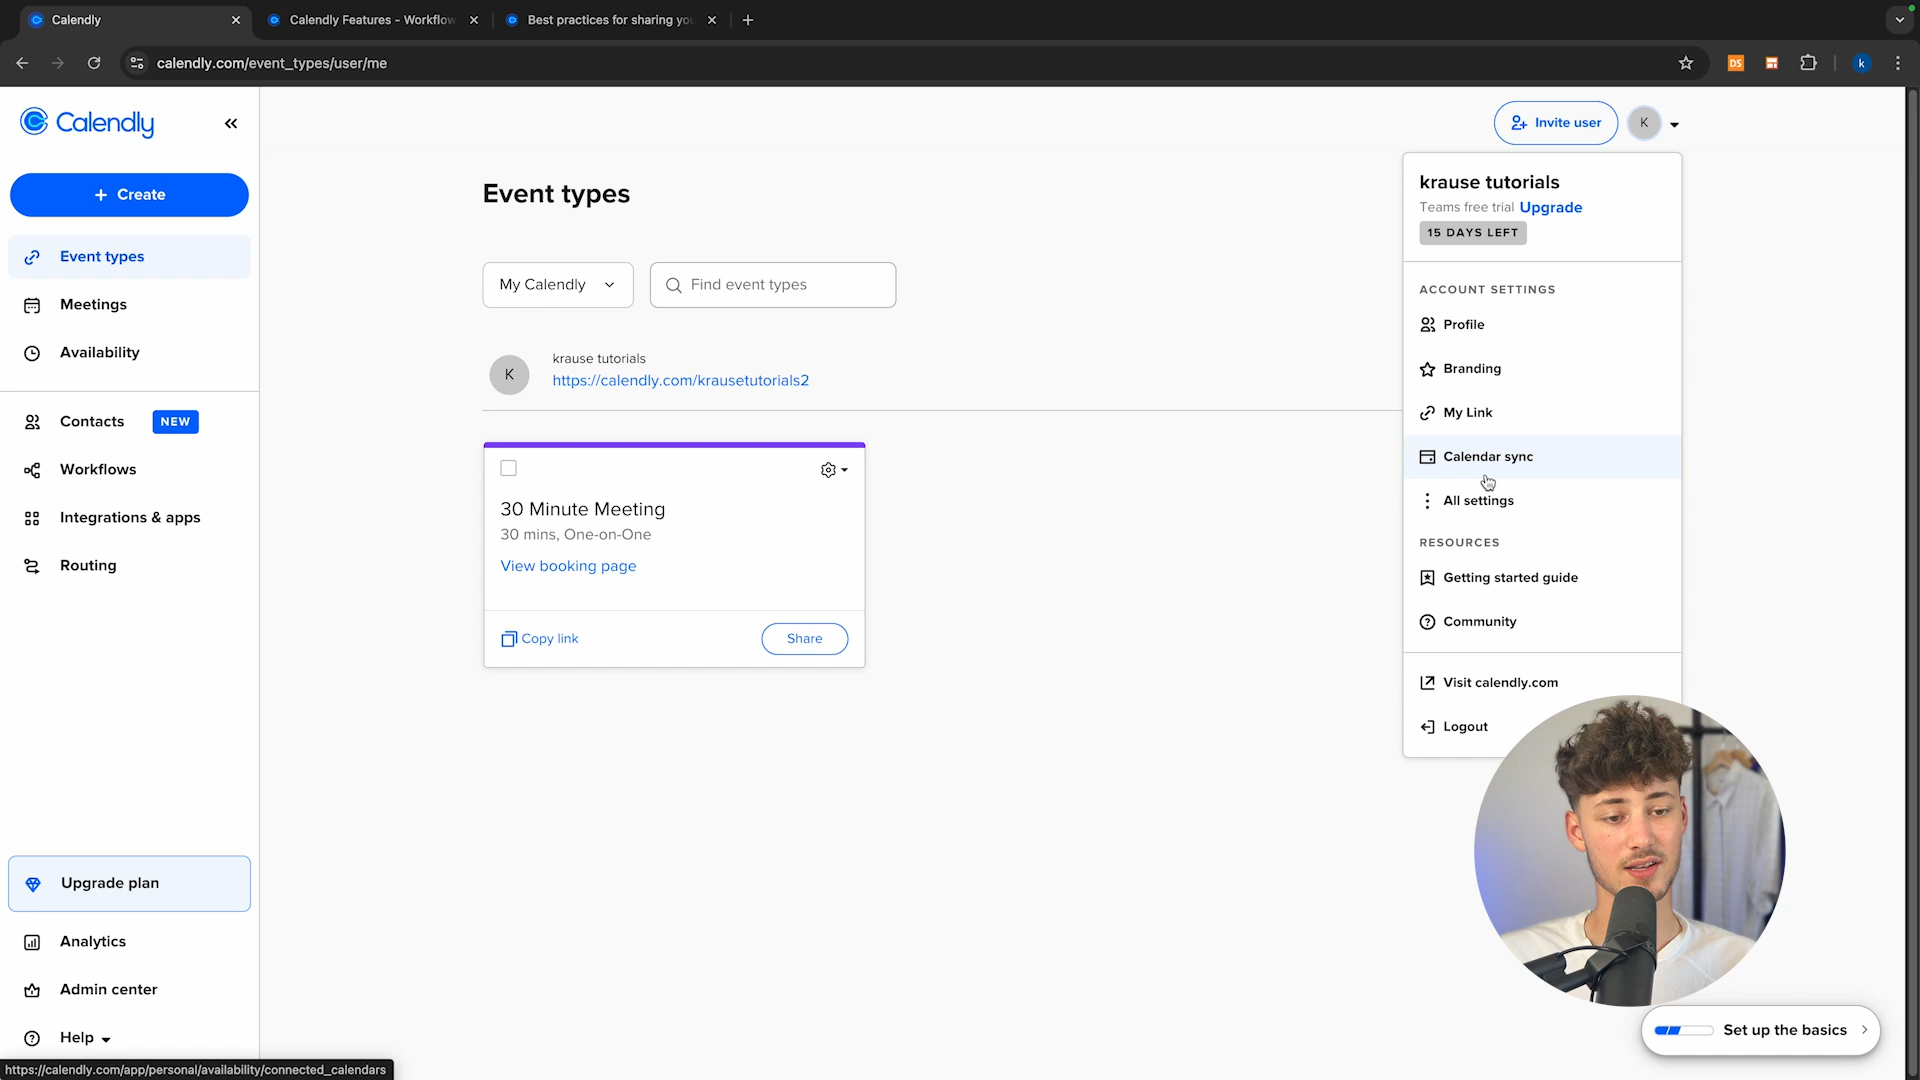 Calendly
Calendly Features - Workflow
Best practices for sharing you
calendly.com/event_types/user/me
DS
k
Calendly
Invite user
K
+ Create
Event types
Meetings
Availability
Contacts NEW
Workflows
Integrations & apps
Routing
Upgrade plan
Analytics
Admin center
Help
Event types
My Calendly
Find event types
K
krause tutorials
https://calendly.com/krausetutorials2
30 Minute Meeting
30 mins, One-on-One
View booking page
Copy link
Share
krause tutorials
Teams free trial Upgrade
15 DAYS LEFT
ACCOUNT SETTINGS
Profile
Branding
My Link
Calendar sync
All settings
RESOURCES
Getting started guide
Community
Visit calendly.com
Logout
Set up the basics
https://calendly.com/app/personal/availability/connected_calendars